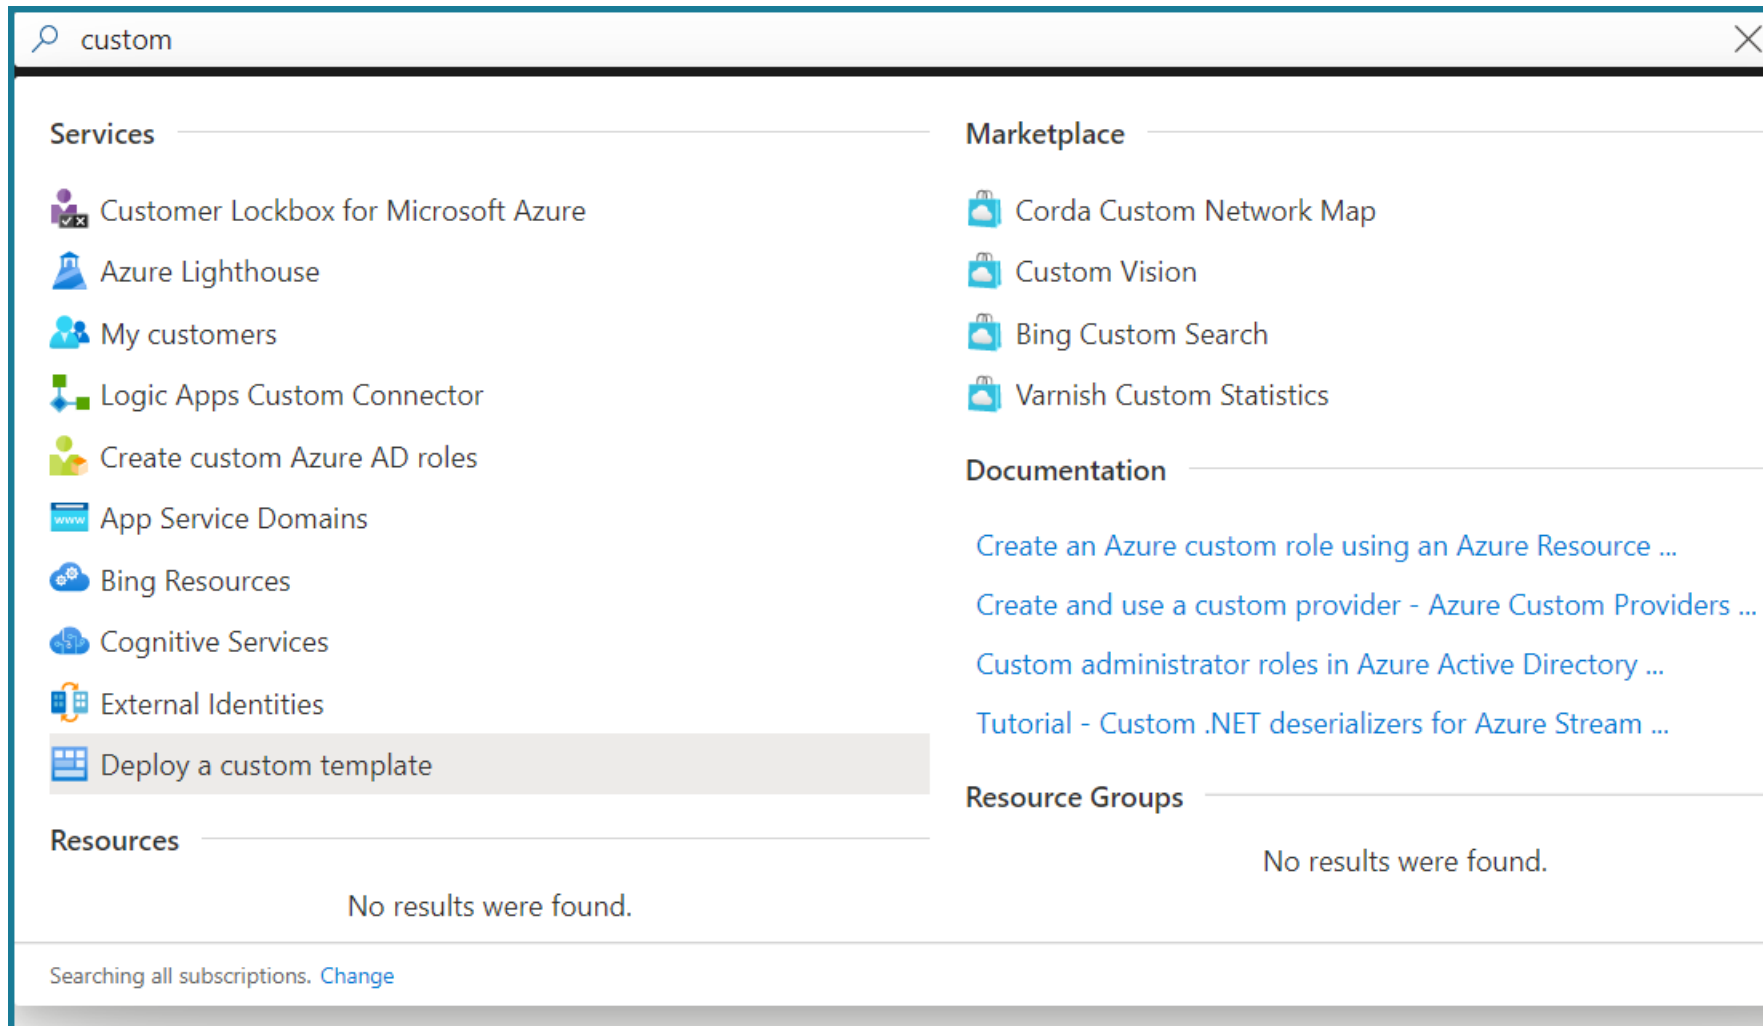 custom
Services
Customer Lockbox for Microsoft Azure
Azure Lighthouse
My customers
Logic Apps Custom Connector
Create custom Azure AD roles
www
App Service Domains
Bing Resources
Cognitive Services
External Identities
Deploy a custom template
Resources
No results were found.
Marketplace
Corda Custom Network Map
Custom Vision
Bing Custom Search
Varnish Custom Statistics
Documentation
Create an Azure custom role using an Azure Resource ...
Create and use a custom provider - Azure Custom Providers ...
Custom administrator roles in Azure Active Directory ...
Tutorial - Custom .NET deserializers for Azure Stream ...
Resource Groups
No results were found.
Searching all subscriptions. Change